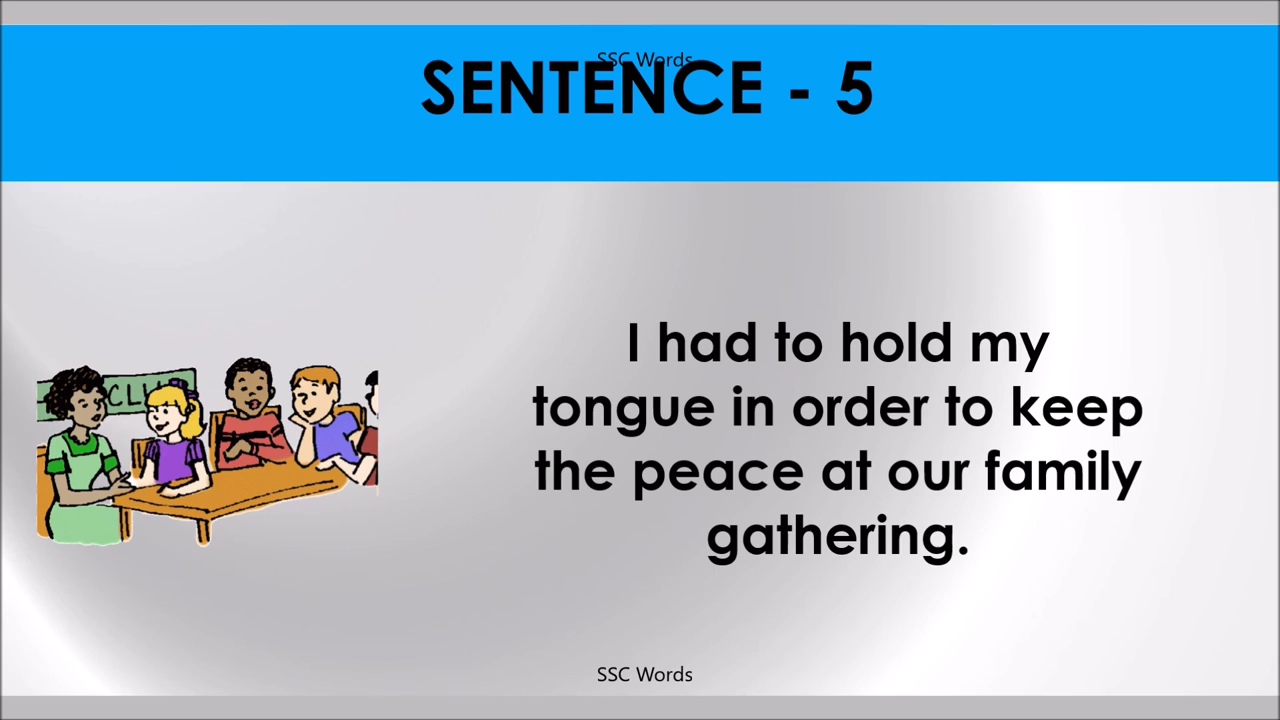 SSC Words
SENTENCE - 5
CLU
I had to hold my
tongue in order to keep
the peace at our family
gathering.
SSC Words